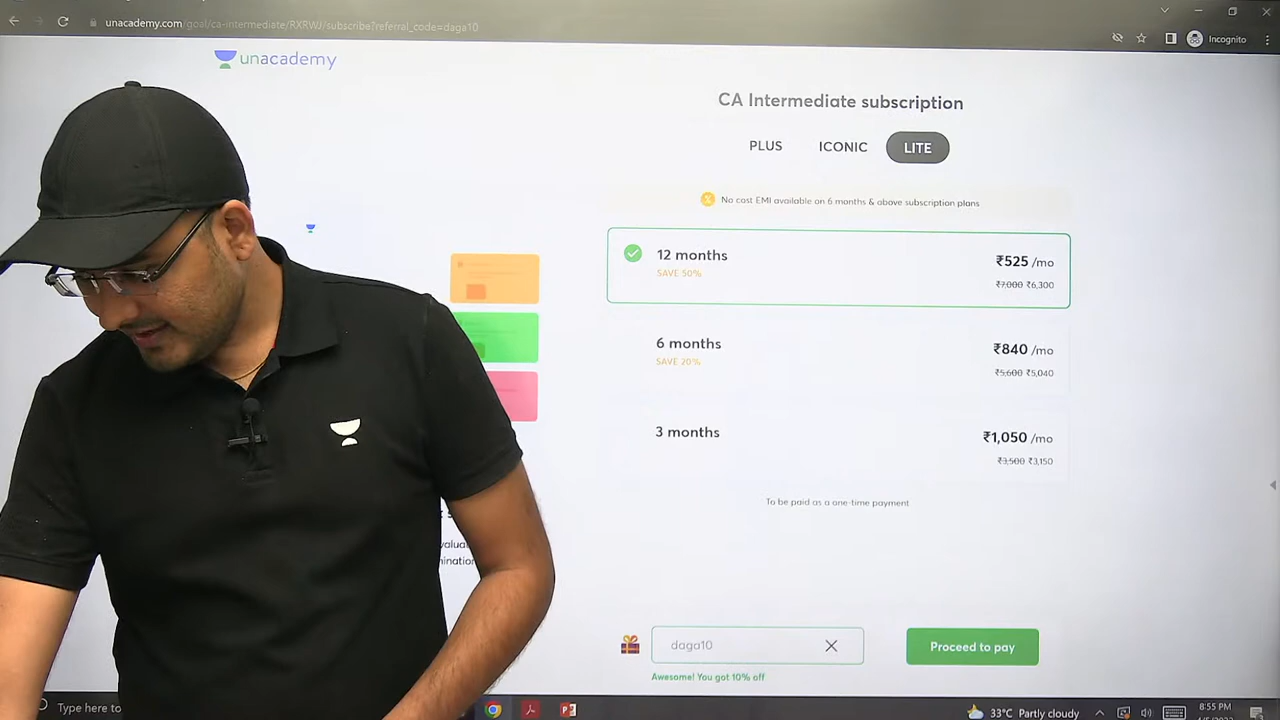 unacademy.com/goal/ca-intermediate/RXRWJ/subscribe?referral_code=daga10
Incognito
unacademy
CA Intermediate subscription
PLUS ICONIC LITE
No cost EMI available on 6 months & above subscription plans
12 months ₹525 /mo
SAVE 50% ₹7,000 ₹6,300
6 months ₹840 /mo
SAVE 20% ₹5,600 ₹5,040
3 months ₹1,050 /mo
₹3,500 ₹3,150
To be paid as a one-time payment
daga10
Proceed to pay
Awesome! You got 10% off
Type here to
33°C Partly cloudy
8:55 PM